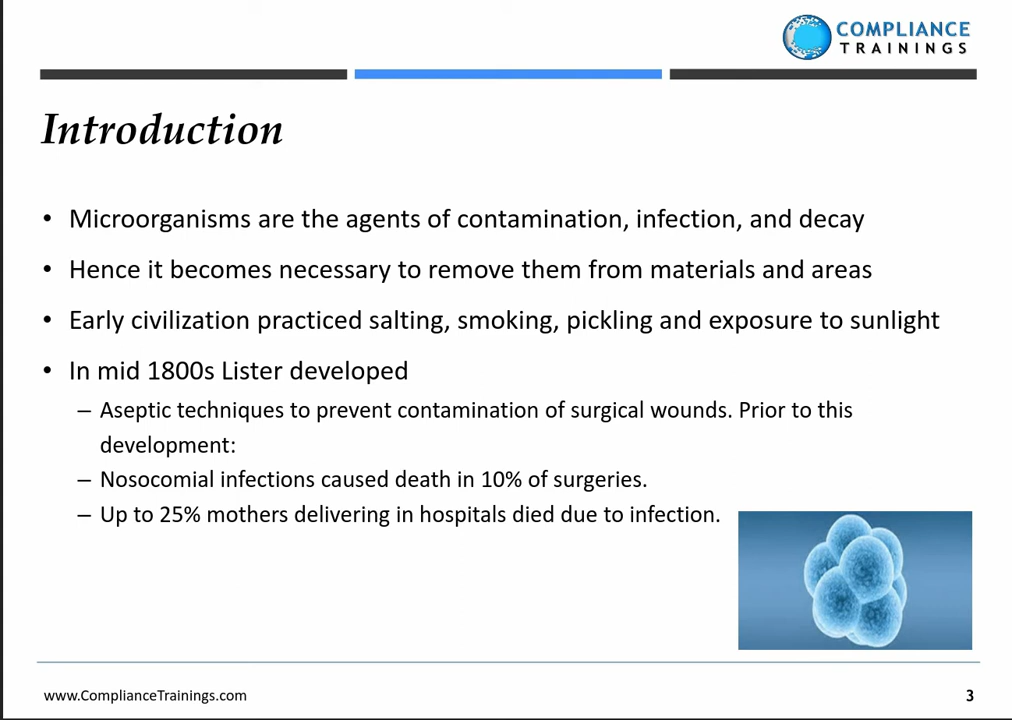 COMPLIANCE
TRAININGS
Introduction
• Microorganisms are the agents of contamination, infection, and decay
• Hence it becomes necessary to remove them from materials and areas
• Early civilization practiced salting, smoking, pickling and exposure to sunlight
• In mid 1800s Lister developed
– Aseptic techniques to prevent contamination of surgical wounds. Prior to this
development:
– Nosocomial infections caused death in 10% of surgeries.
– Up to 25% mothers delivering in hospitals died due to infection.
www.ComplianceTrainings.com
3